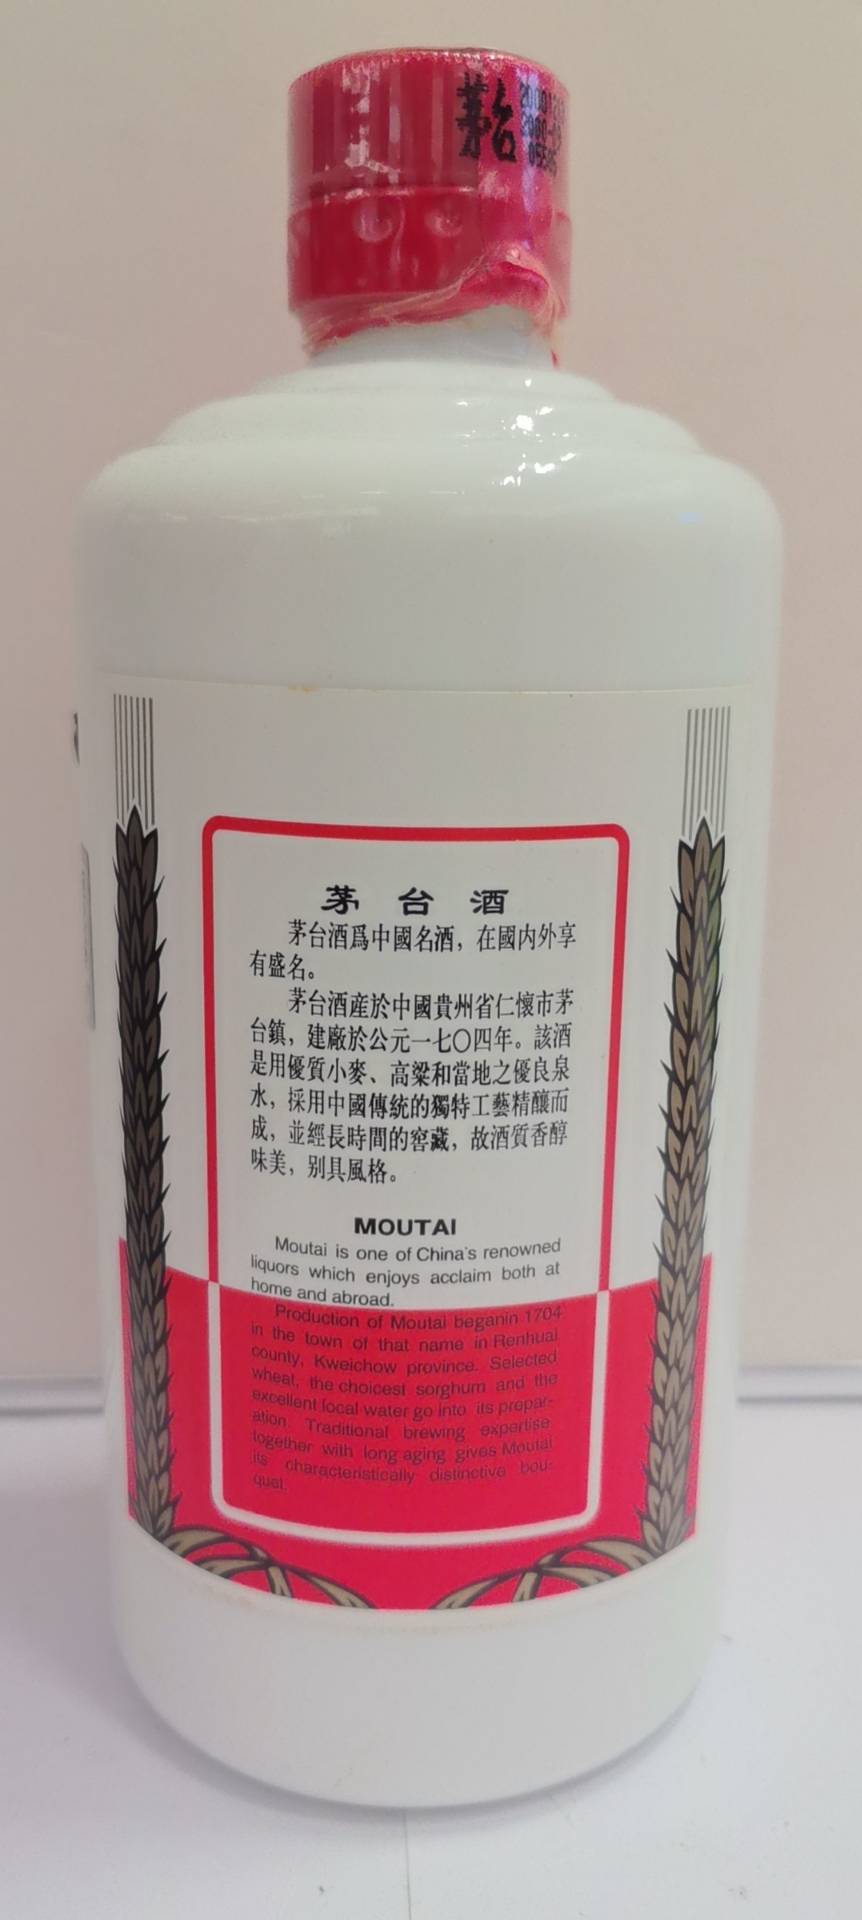 茅台
茅台酒
茅台酒爲中國名酒，在國内外享
有盛名。
茅台酒産於中國貴州省仁懷市茅
台鎮，建廠於公元一七〇四年。該酒
是用優質小麥、高粱和當地之優良泉
水，採用中國傳統的獨特工藝精釀而
成，並經長時間的窖藏，故酒質香醇
味美，别具風格。
MOUTAI
Moutai is one of China's renowned
liquors which enjoys acclaim both at
home and abroad.
Production of Moutai beganin 1704
in the town of that name in Renhuai
county, Kweichow province. Selected
wheat, the choicest sorghum and the
excellent local water go into its prepar-
ation. Traditional brewing expertise
together with long aging gives Moutai
its characteristically distinctive bou-
quet.